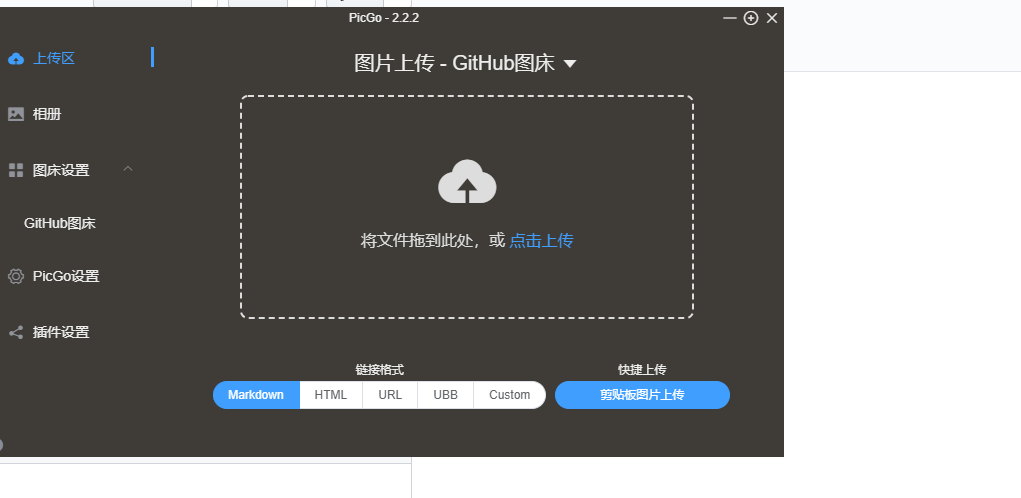 PicGo - 2.2.2
上传区
相册
图床设置
GitHub图床
PicGo设置
插件设置
图片上传 - GitHub图床
将文件拖到此处，或 点击上传
链接格式
Markdown HTML URL UBB Custom
快捷上传
剪贴板图片上传